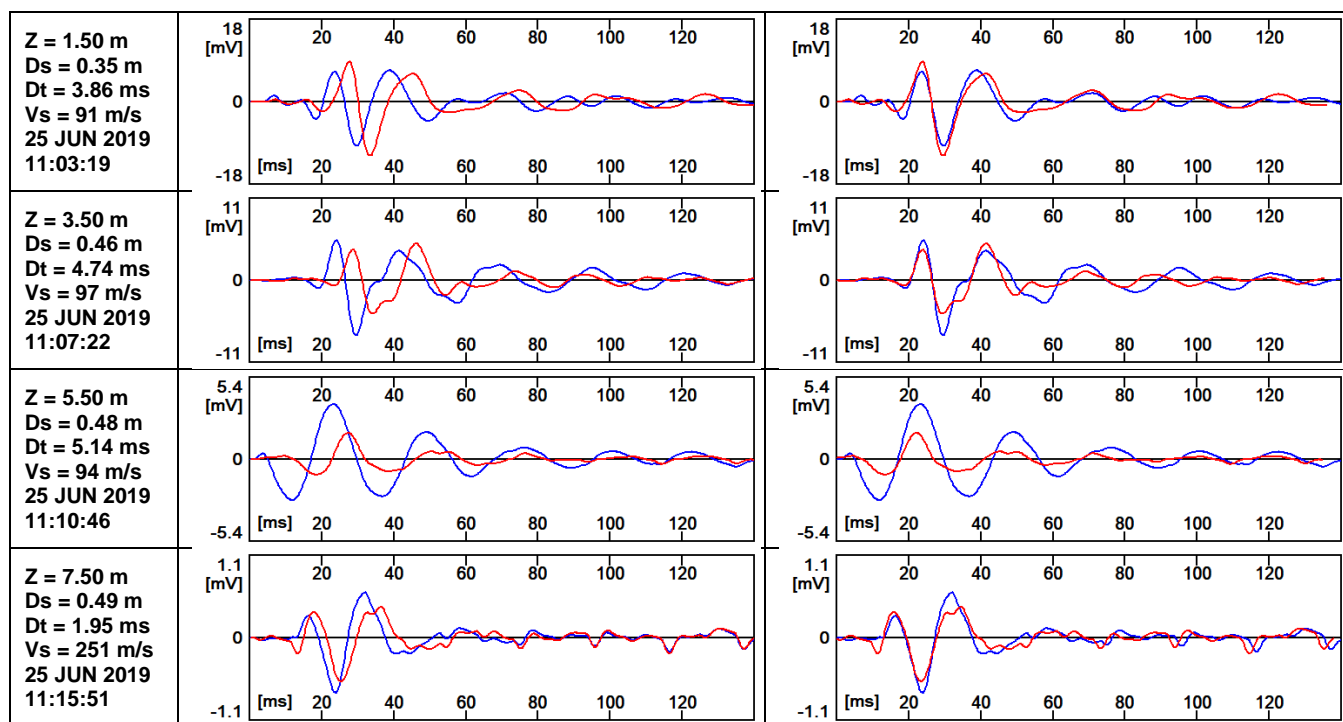 Z = 1.50 m
Ds = 0.35 m
Dt = 3.86 ms
Vs = 91 m/s
25 JUN 2019
11:03:19
18
[mV]
0
-18
20 40 60 80 100 120
[ms] 20 40 60 80 100 120
18
[mV]
0
-18
20 40 60 80 100 120
[ms] 20 40 60 80 100 120
Z = 3.50 m
Ds = 0.46 m
Dt = 4.74 ms
Vs = 97 m/s
25 JUN 2019
11:07:22
11
[mV]
0
-11
20 40 60 80 100 120
[ms] 20 40 60 80 100 120
11
[mV]
0
-11
20 40 60 80 100 120
[ms] 20 40 60 80 100 120
Z = 5.50 m
Ds = 0.48 m
Dt = 5.14 ms
Vs = 94 m/s
25 JUN 2019
11:10:46
5.4
[mV]
0
-5.4
20 40 60 80 100 120
[ms] 20 40 60 80 100 120
5.4
[mV]
0
-5.4
20 40 60 80 100 120
[ms] 20 40 60 80 100 120
Z = 7.50 m
Ds = 0.49 m
Dt = 1.95 ms
Vs = 251 m/s
25 JUN 2019
11:15:51
1.1
[mV]
0
-1.1
20 40 60 80 100 120
[ms] 20 40 60 80 100 120
1.1
[mV]
0
-1.1
20 40 60 80 100 120
[ms] 20 40 60 80 100 120